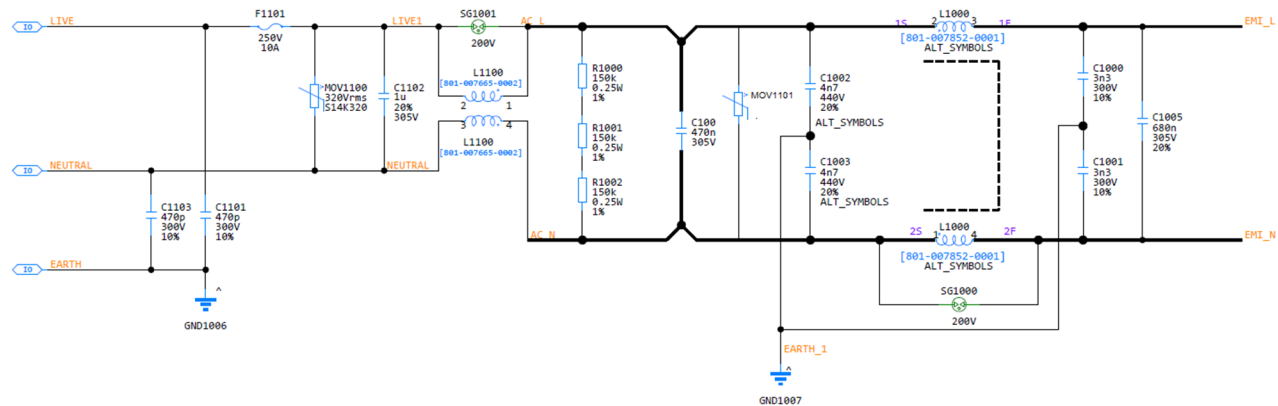 IO
LIVE
F1101
250V
10A
LIVE1
SG1001
200V
AC_L
1S
L1000
2
3
1F
[801-007852-0001]
ALT_SYMBOLS
EMI_L
MOV1100
320Vrms
S14K320
C1102
1u
20%
305V
L1100
[801-007665-0002]
2
1
3
4
L1100
[801-007665-0002]
R1000
150k
0.25W
1%
R1001
150k
0.25W
1%
R1002
150k
0.25W
1%
C100
470n
305V
MOV1101
C1002
4n7
440V
20%
ALT_SYMBOLS
C1003
4n7
440V
20%
ALT_SYMBOLS
C1000
3n3
300V
10%
C1001
3n3
300V
10%
C1005
680n
305V
20%
IO
NEUTRAL
NEUTRAL
C1103
470p
300V
10%
C1101
470p
300V
10%
AC_N
2S
L1000
1
4
2F
[801-007852-0001]
ALT_SYMBOLS
EMI_N
SG1000
200V
IO
EARTH
^
GND1006
EARTH_1
^
GND1007